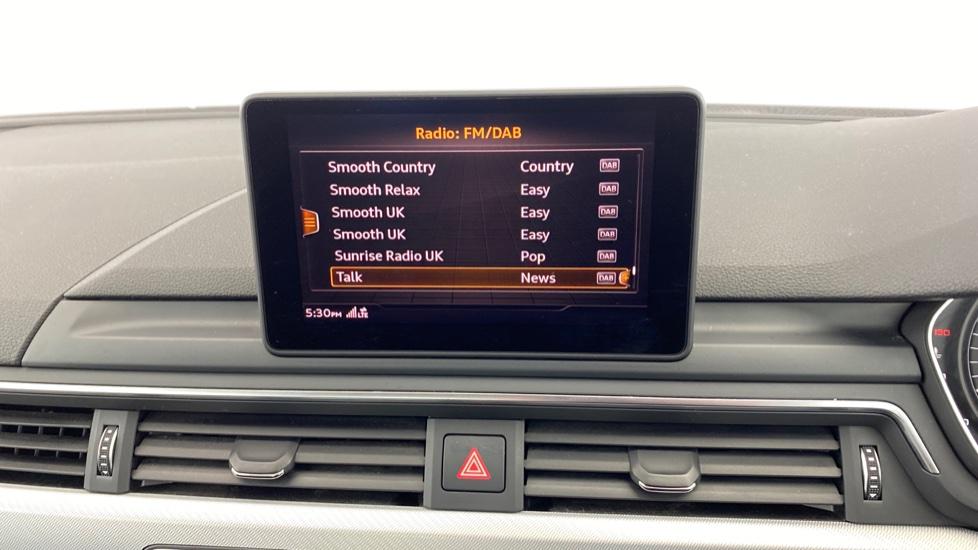 Radio: FM/DAB
Smooth Country Country DAB
Smooth Relax Easy DAB
Smooth UK Easy DAB
Smooth UK Easy DAB
Sunrise Radio UK Pop DAB
Talk News DAB
5:30PM LTE